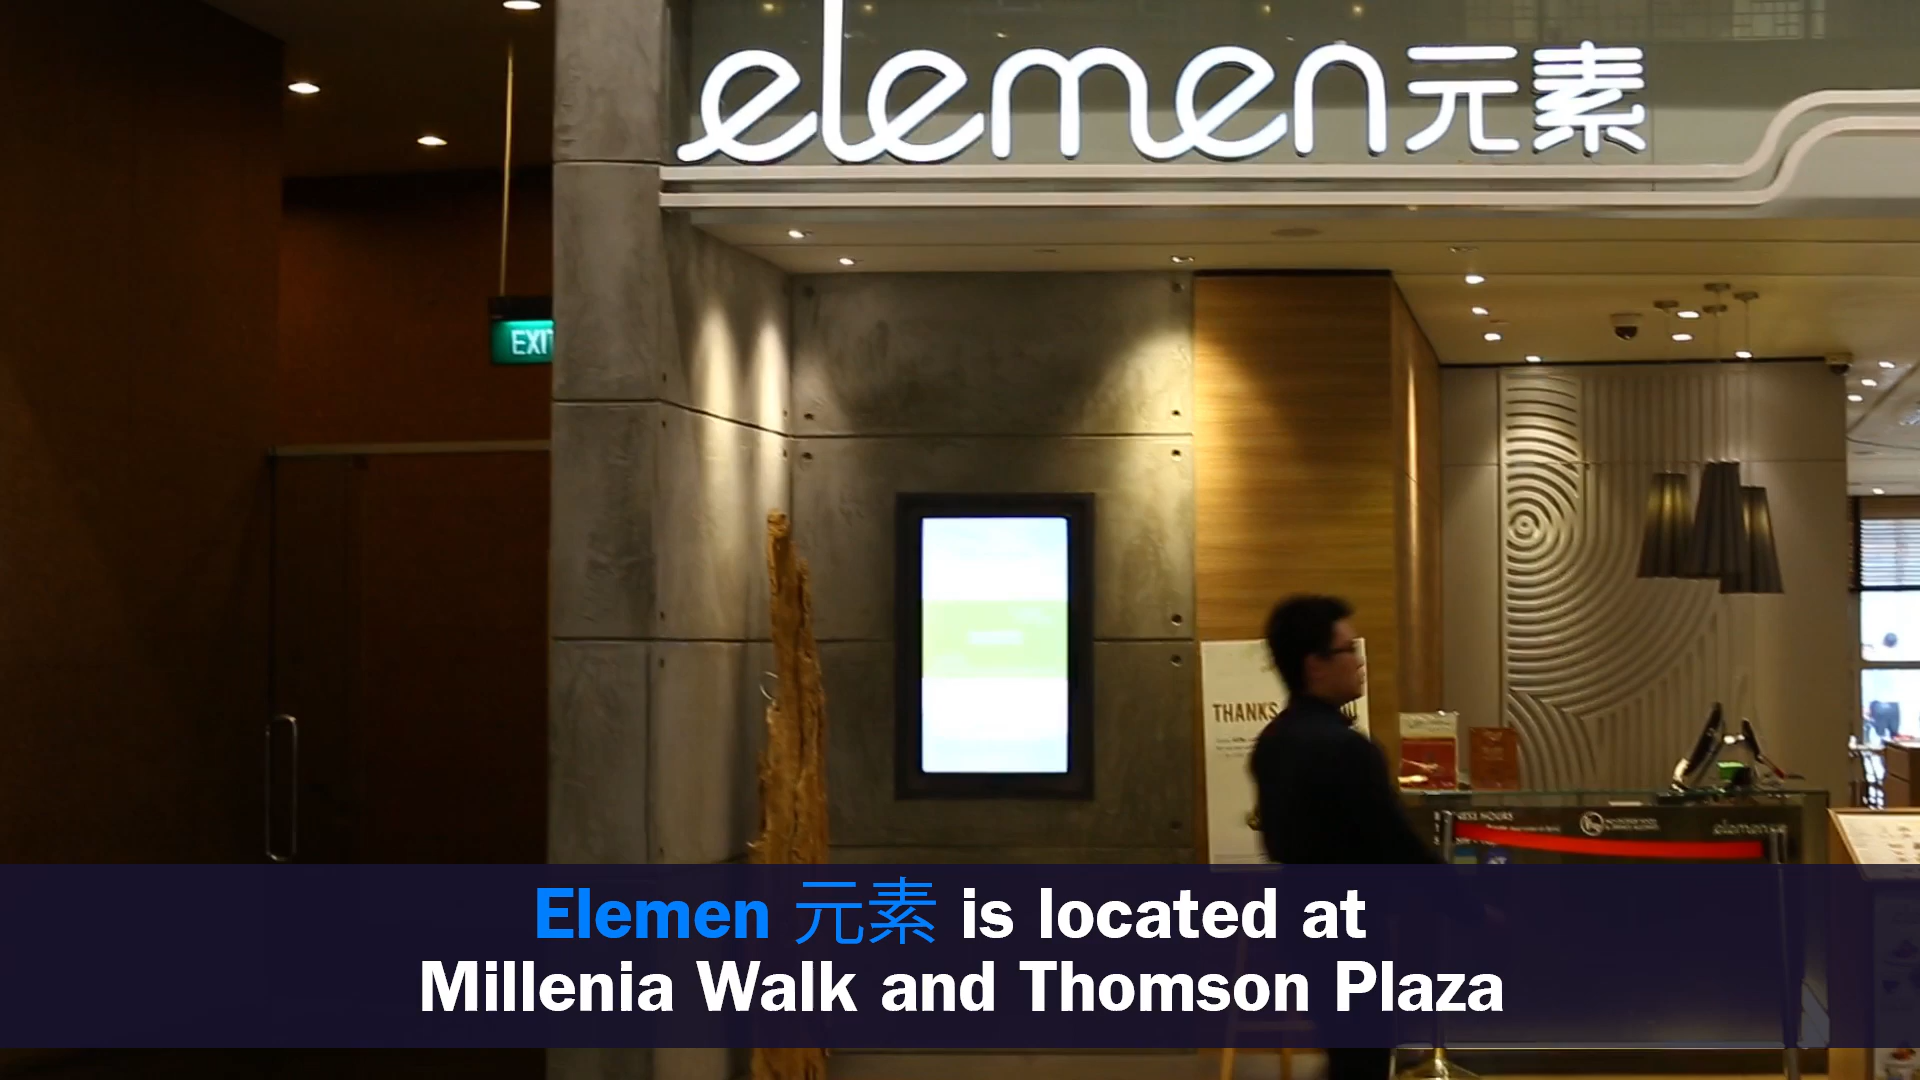 elemen元素
EXIT
THANKS
Elemen 元素 is located at
Millenia Walk and Thomson Plaza